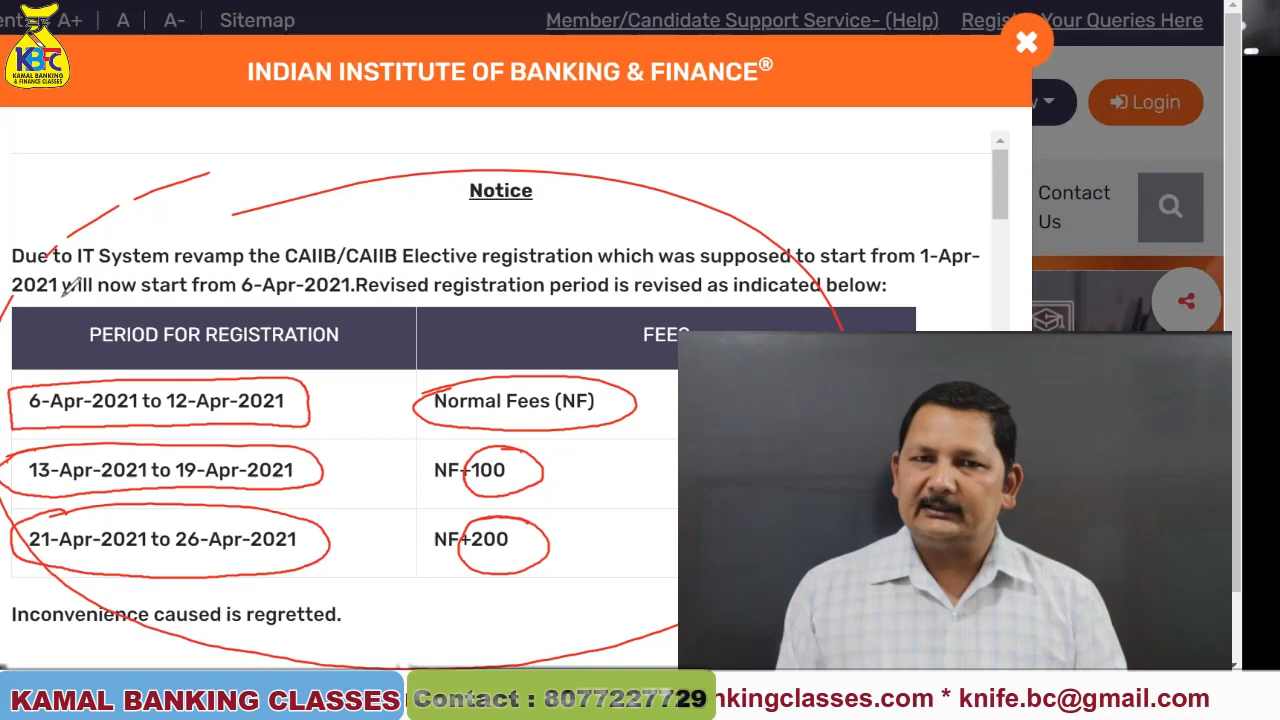 A+ | A | A- | Sitemap
Member/Candidate Support Service- (Help)
Your Queries Here
KBFC
KAMAL BANKING
& FINANCE CLASSES
INDIAN INSTITUTE OF BANKING & FINANCE®
Login
Contact
Us
Notice
Due to IT System revamp the CAIIB/CAIIB Elective registration which was supposed to start from 1-Apr-
2021 will now start from 6-Apr-2021.Revised registration period is revised as indicated below:
PERIOD FOR REGISTRATION
FEES
6-Apr-2021 to 12-Apr-2021
Normal Fees (NF)
13-Apr-2021 to 19-Apr-2021
NF+100
21-Apr-2021 to 26-Apr-2021
NF+200
Inconvenience caused is regretted.
KAMAL BANKING CLASSES
Contact : 8077227729
nkingclasses.com * knife.bc@gmail.com